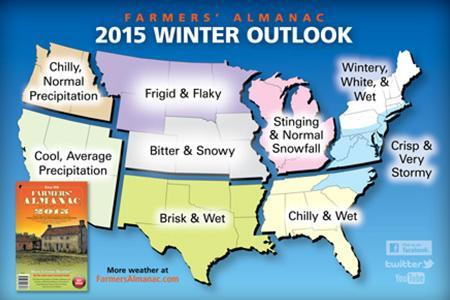 FARMERS' ALMANAC
2015 WINTER OUTLOOK
Chilly,
Normal
Precipitation
Frigid & Flaky
Wintery,
White, &
Wet
Stinging
& Normal
Snowfall
Bitter & Snowy
Cool, Average
Precipitation
Crisp &
Very
Stormy
Brisk & Wet
Chilly & Wet
FARMERS'
ALMANAC
2015
More weather at
FarmersAlmanac.com
facebook
twitter
YouTube